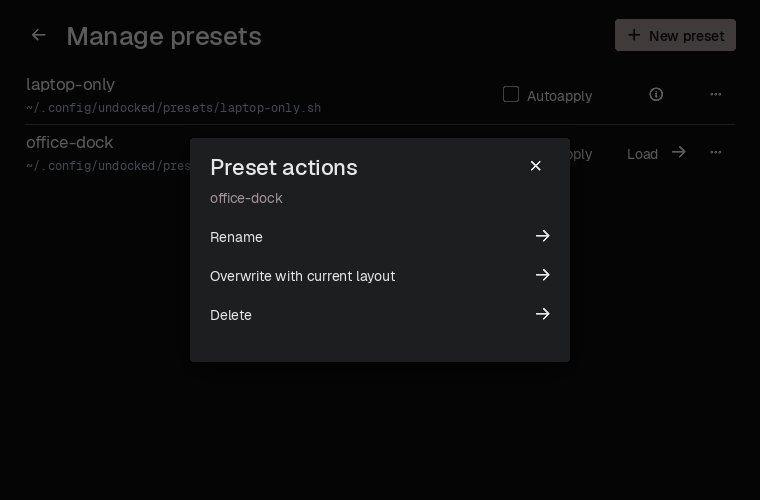 Manage presets
New preset
laptop-only
~/.config/undocked/presets/laptop-only.sh
Autoapply
office-dock
~/.config/undocked/pres
pply
Load
Preset actions
office-dock
Rename
Overwrite with current layout
Delete